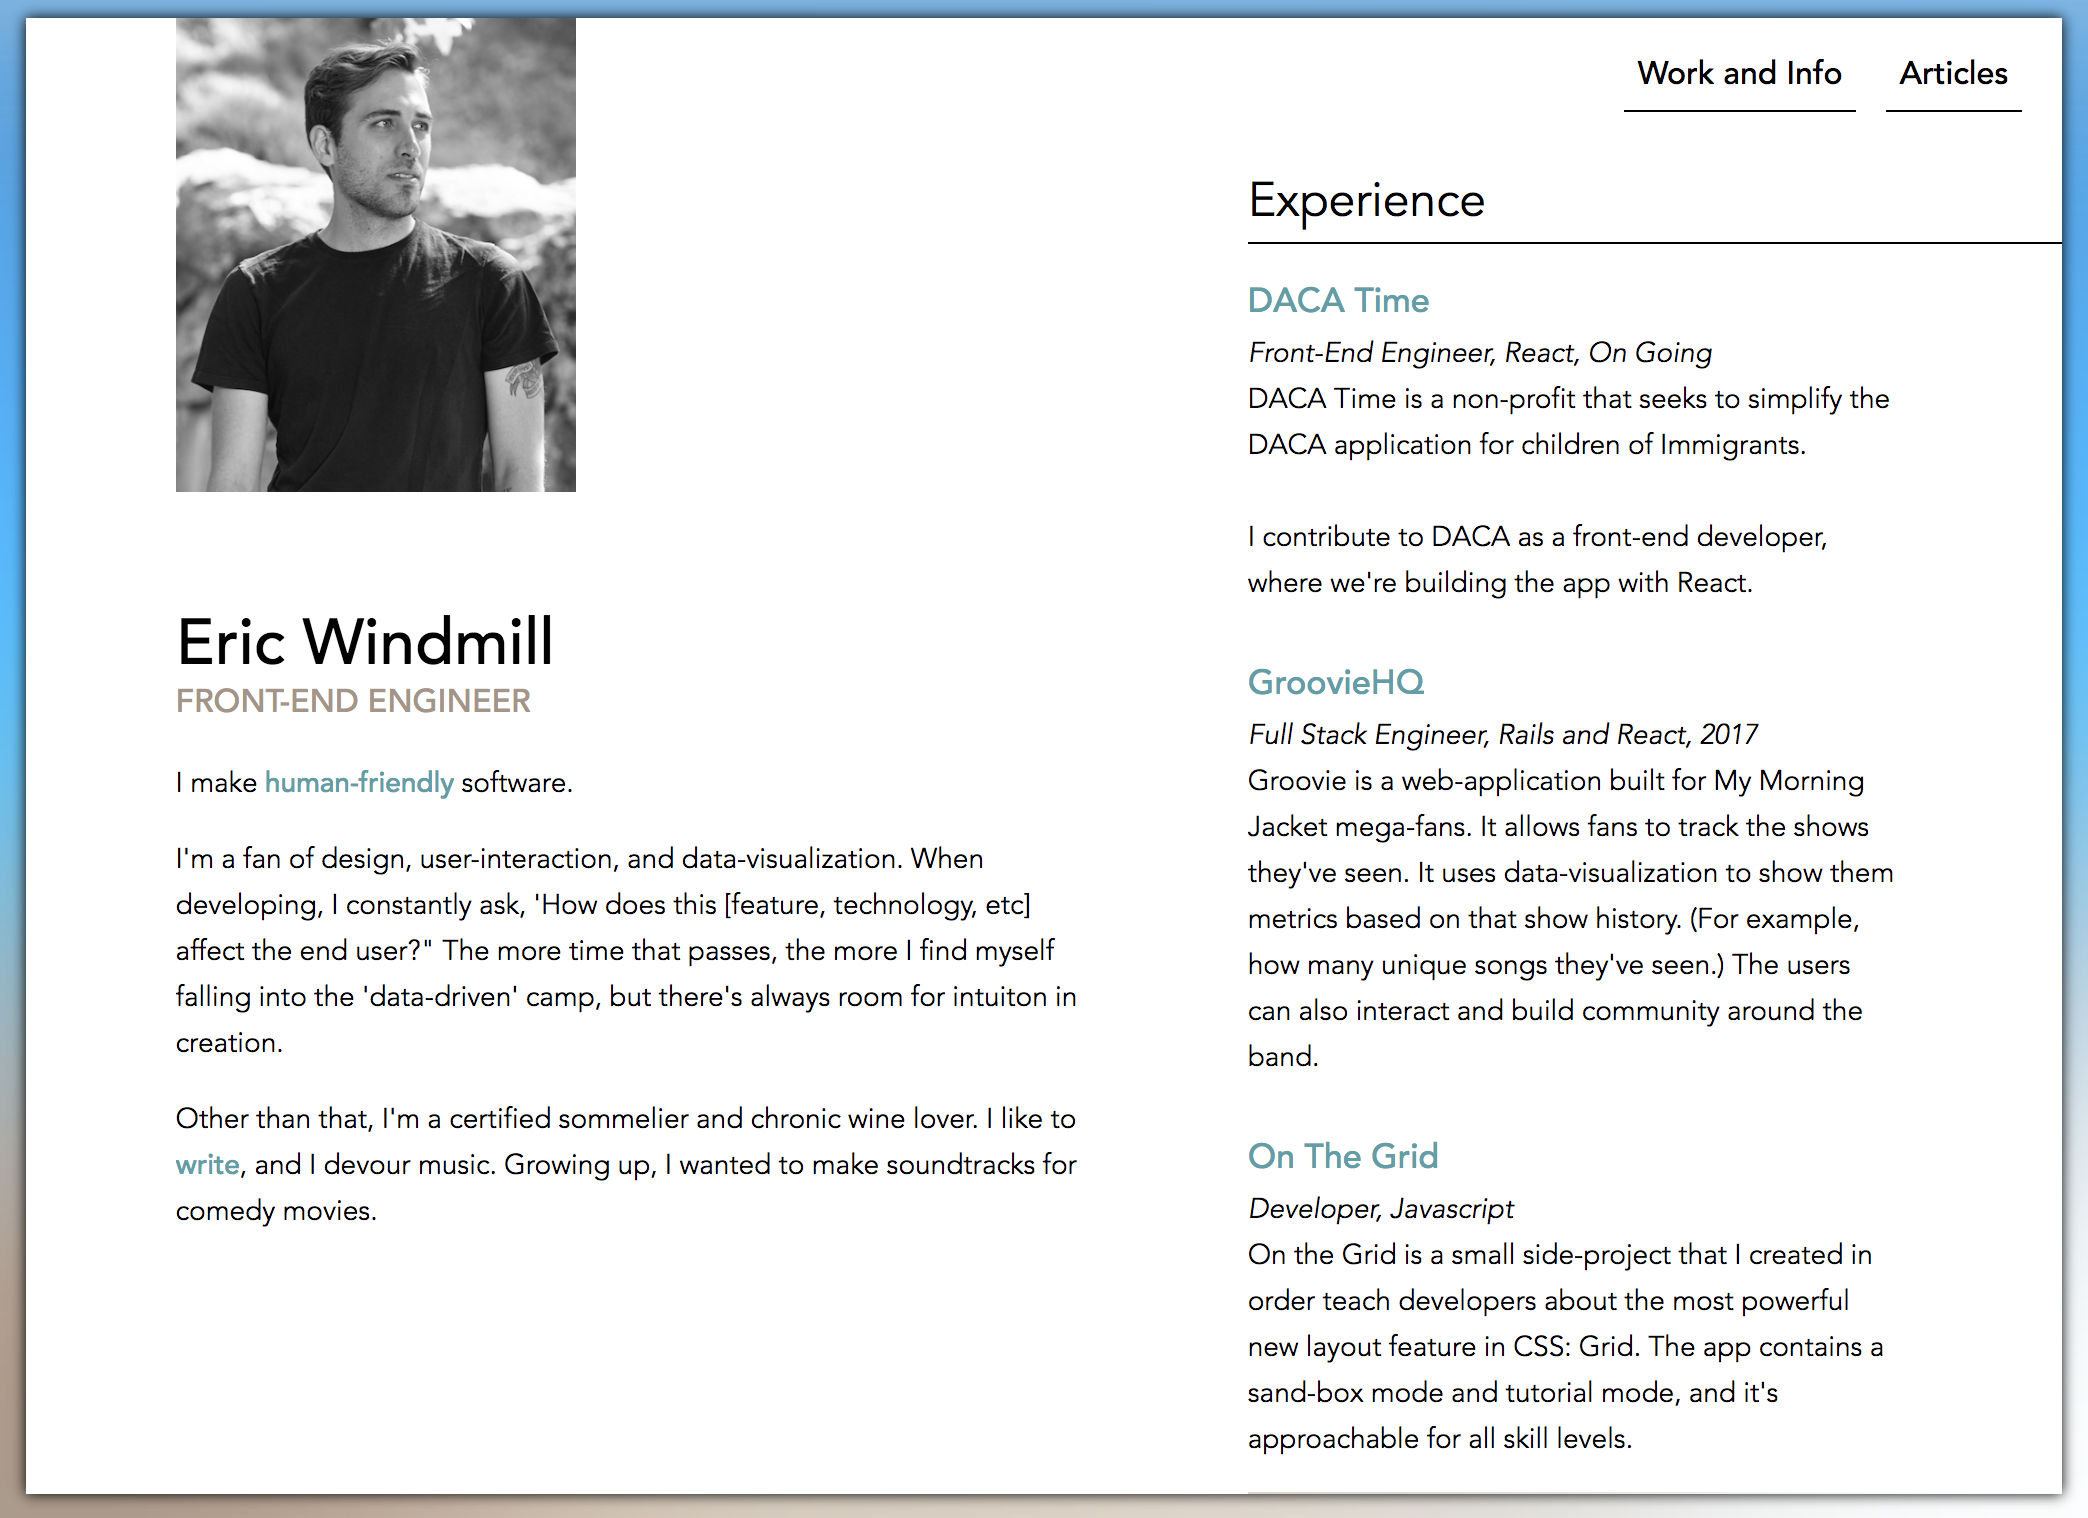 Work and Info
Articles
Eric Windmill
FRONT-END ENGINEER
I make human-friendly software.
I'm a fan of design, user-interaction, and data-visualization. When
developing, I constantly ask, 'How does this [feature, technology, etc]
affect the end user?" The more time that passes, the more I find myself
falling into the 'data-driven' camp, but there's always room for intuiton in
creation.
Other than that, I'm a certified sommelier and chronic wine lover. I like to
write, and I devour music. Growing up, I wanted to make soundtracks for
comedy movies.
Experience
DACA Time
Front-End Engineer, React, On Going
DACA Time is a non-profit that seeks to simplify the
DACA application for children of Immigrants.
I contribute to DACA as a front-end developer,
where we're building the app with React.
GroovieHQ
Full Stack Engineer, Rails and React, 2017
Groovie is a web-application built for My Morning
Jacket mega-fans. It allows fans to track the shows
they've seen. It uses data-visualization to show them
metrics based on that show history. (For example,
how many unique songs they've seen.) The users
can also interact and build community around the
band.
On The Grid
Developer, Javascript
On the Grid is a small side-project that I created in
order teach developers about the most powerful
new layout feature in CSS: Grid. The app contains a
sand-box mode and tutorial mode, and it's
approachable for all skill levels.